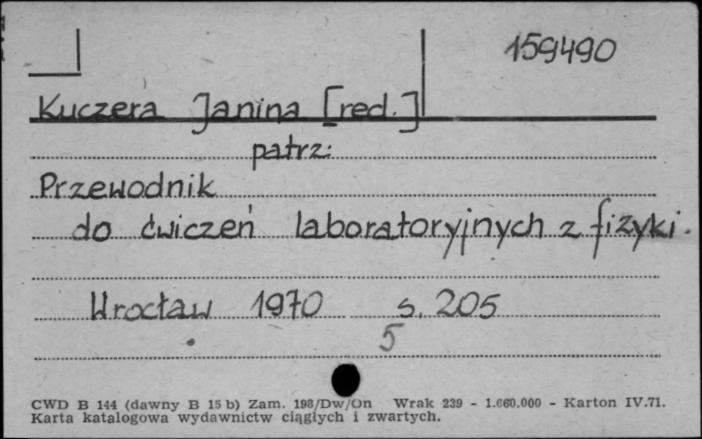 159490
Kuczera Janina [red.]
patrz:
Przewodnik
do ćwiczeń laboratoryjnych z fizyki.
Wrocław 1970 s. 205
5
CWD B 144 (dawny B 15 b) Zam. 198/Dw/On Wrak 239 - 1.660.000 - Karton IV.71.
Karta katalogowa wydawnictw ciągłych i zwartych.